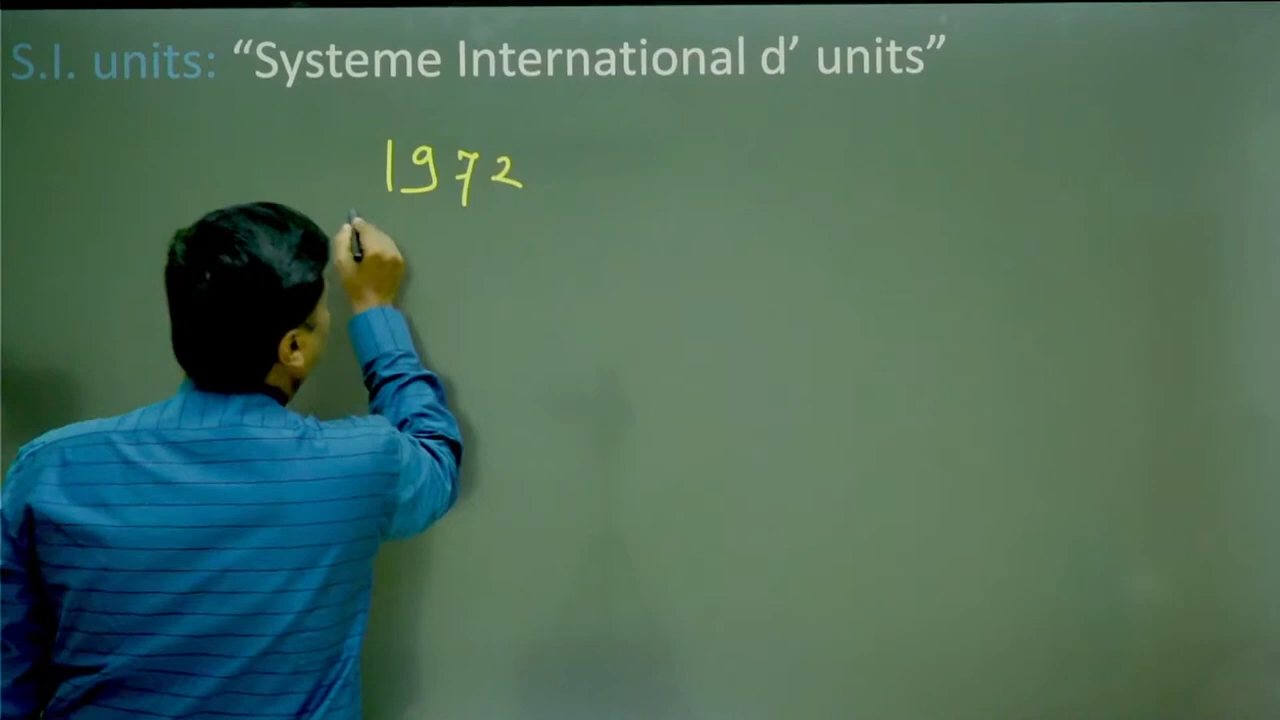 S.I. units: “Systeme International d’ units”
1972